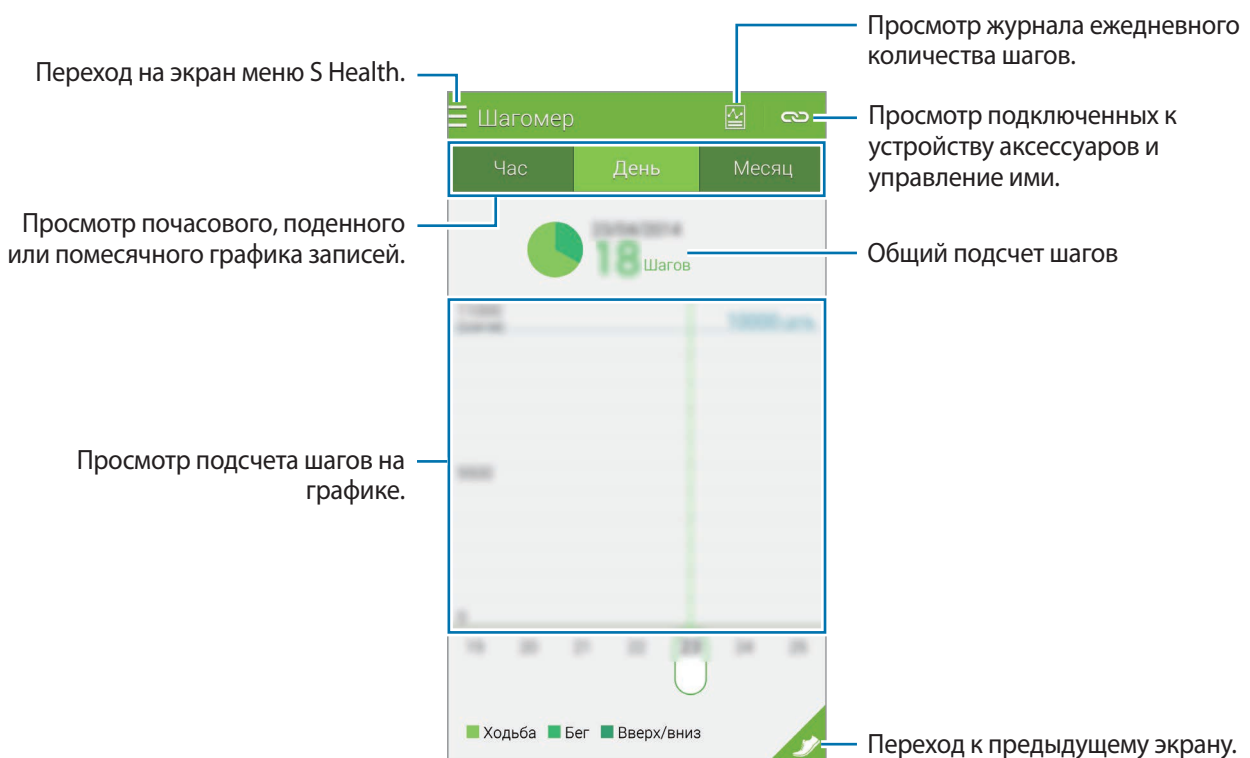 Просмотр журнала ежедневного
количества шагов.
Переход на экран меню S Health.
Шагомер
Просмотр подключенных к
устройству аксессуаров и
управление ими.
Час День Месяц
Просмотр почасового, поденного
или помесячного графика записей.
18 Шагов
Общий подсчет шагов
Просмотр подсчета шагов на
графике.
Ходьба Бег Вверх/вниз
Переход к предыдущему экрану.